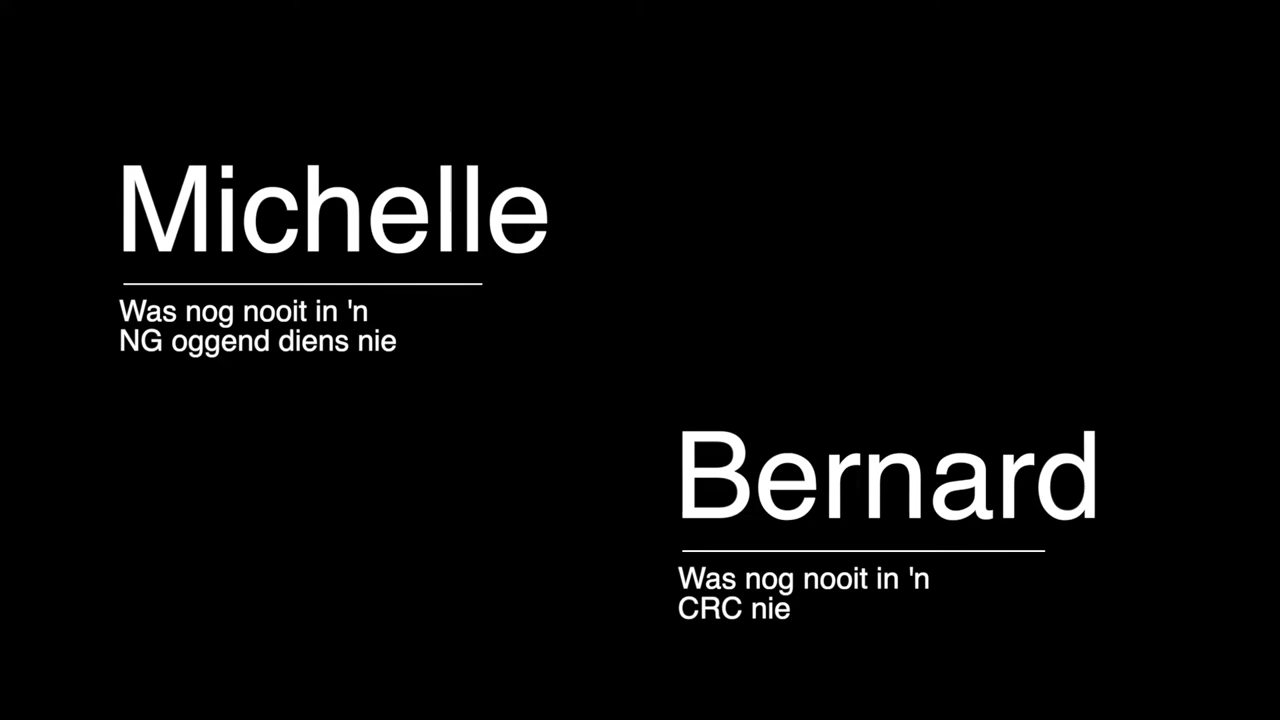 Michelle
Was nog nooit in 'n
NG oggend diens nie
Bernard
Was nog nooit in 'n
CRC nie